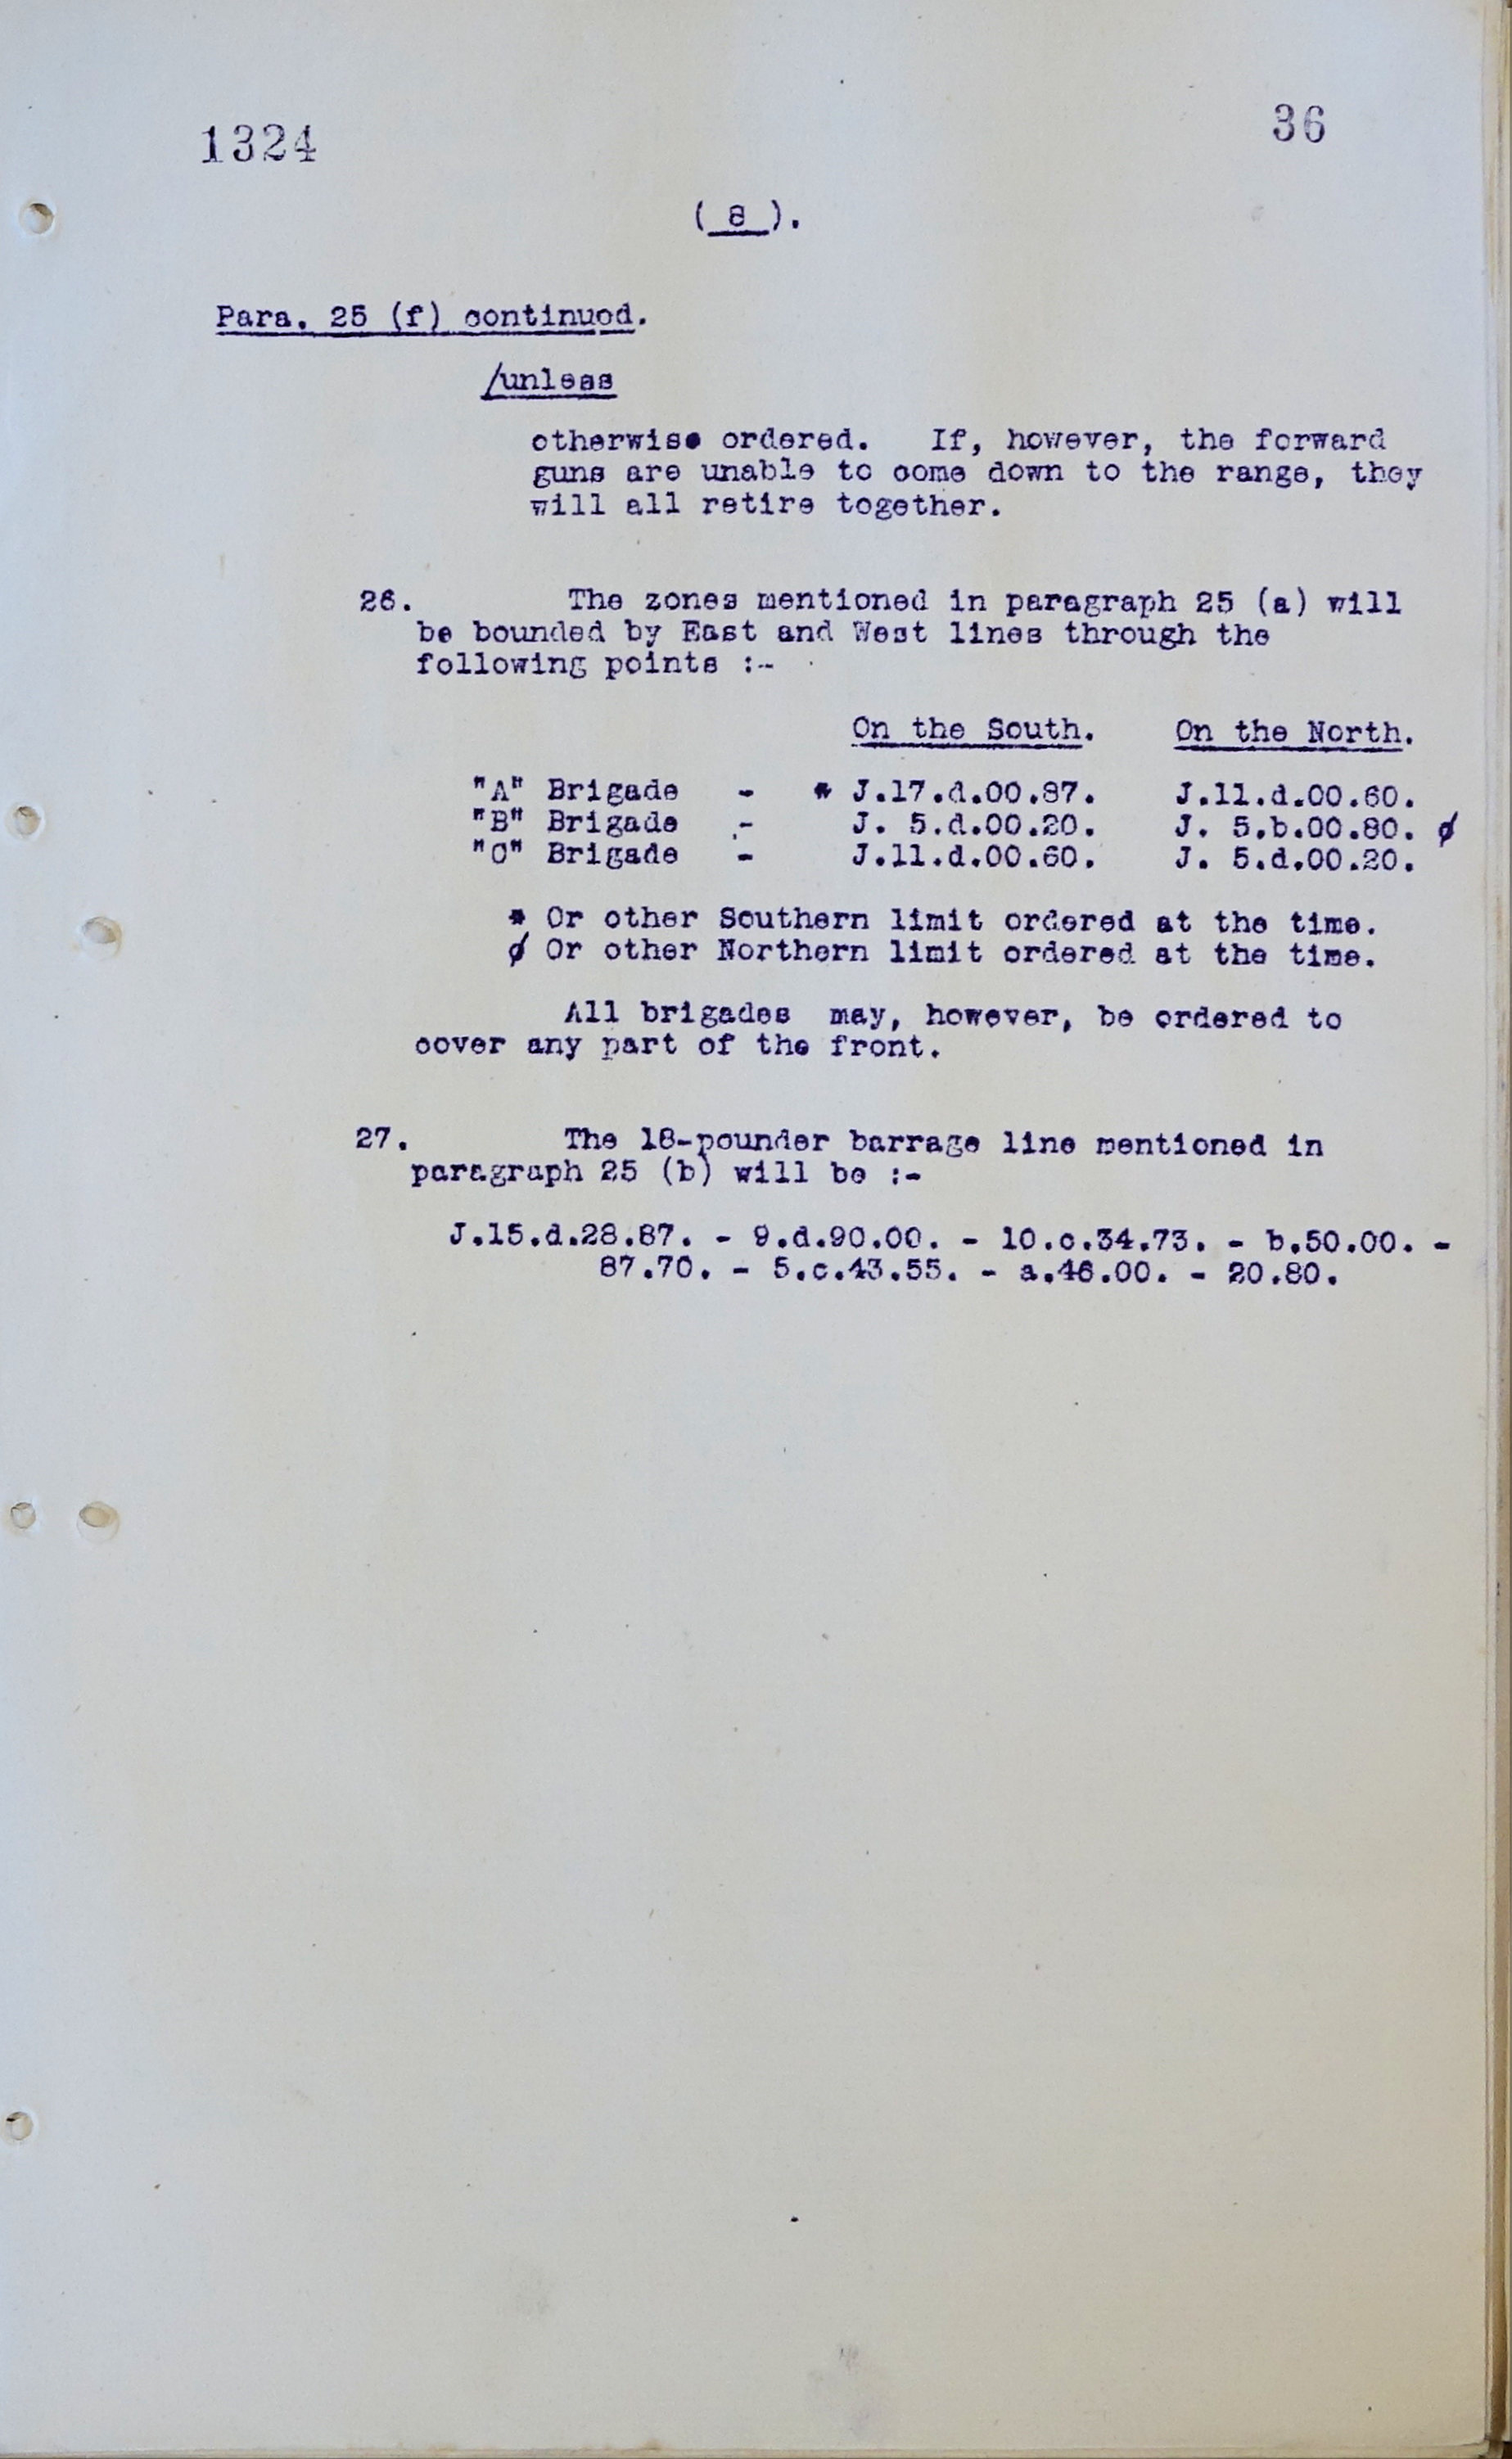 1324
36
( 8 ).
Para. 25 (f) continued.
/unless
otherwise ordered. If, however, the forward
guns are unable to come down to the range, they
will all retire together.
26. The zones mentioned in paragraph 25 (a) will
be bounded by East and West lines through the
following points :-
On the South. On the North.
"A" Brigade - * J.17.d.00.87. J.11.d.00.60.
"B" Brigade - J. 5.d.00.20. J. 5.b.00.80. ϕ
"C" Brigade - J.11.d.00.60. J. 5.d.00.20.
* Or other Southern limit ordered at the time.
ϕ Or other Northern limit ordered at the time.
All brigades may, however, be ordered to
cover any part of the front.
27. The 18-pounder barrage line mentioned in
paragraph 25 (b) will be :-
J.15.d.28.87. - 9.d.90.00. - 10.c.34.73. - b.50.00. -
87.70. - 5.c.43.55. - a.46.00. - 20.80.